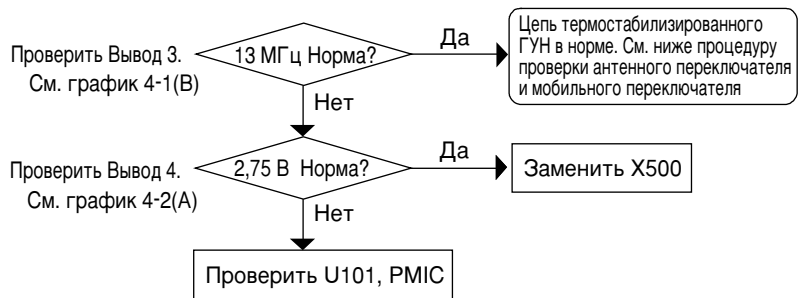 Проверить Вывод 3.
См. график 4-1(B)
13 МГц Норма?
Да
Цепь термостабилизированного
ГУН в норме. См. ниже процедуру
проверки антенного переключателя
и мобильного переключателя
Нет
Проверить Вывод 4.
См. график 4-2(A)
2,75 В Норма?
Да
Заменить X500
Нет
Проверить U101, PMIC